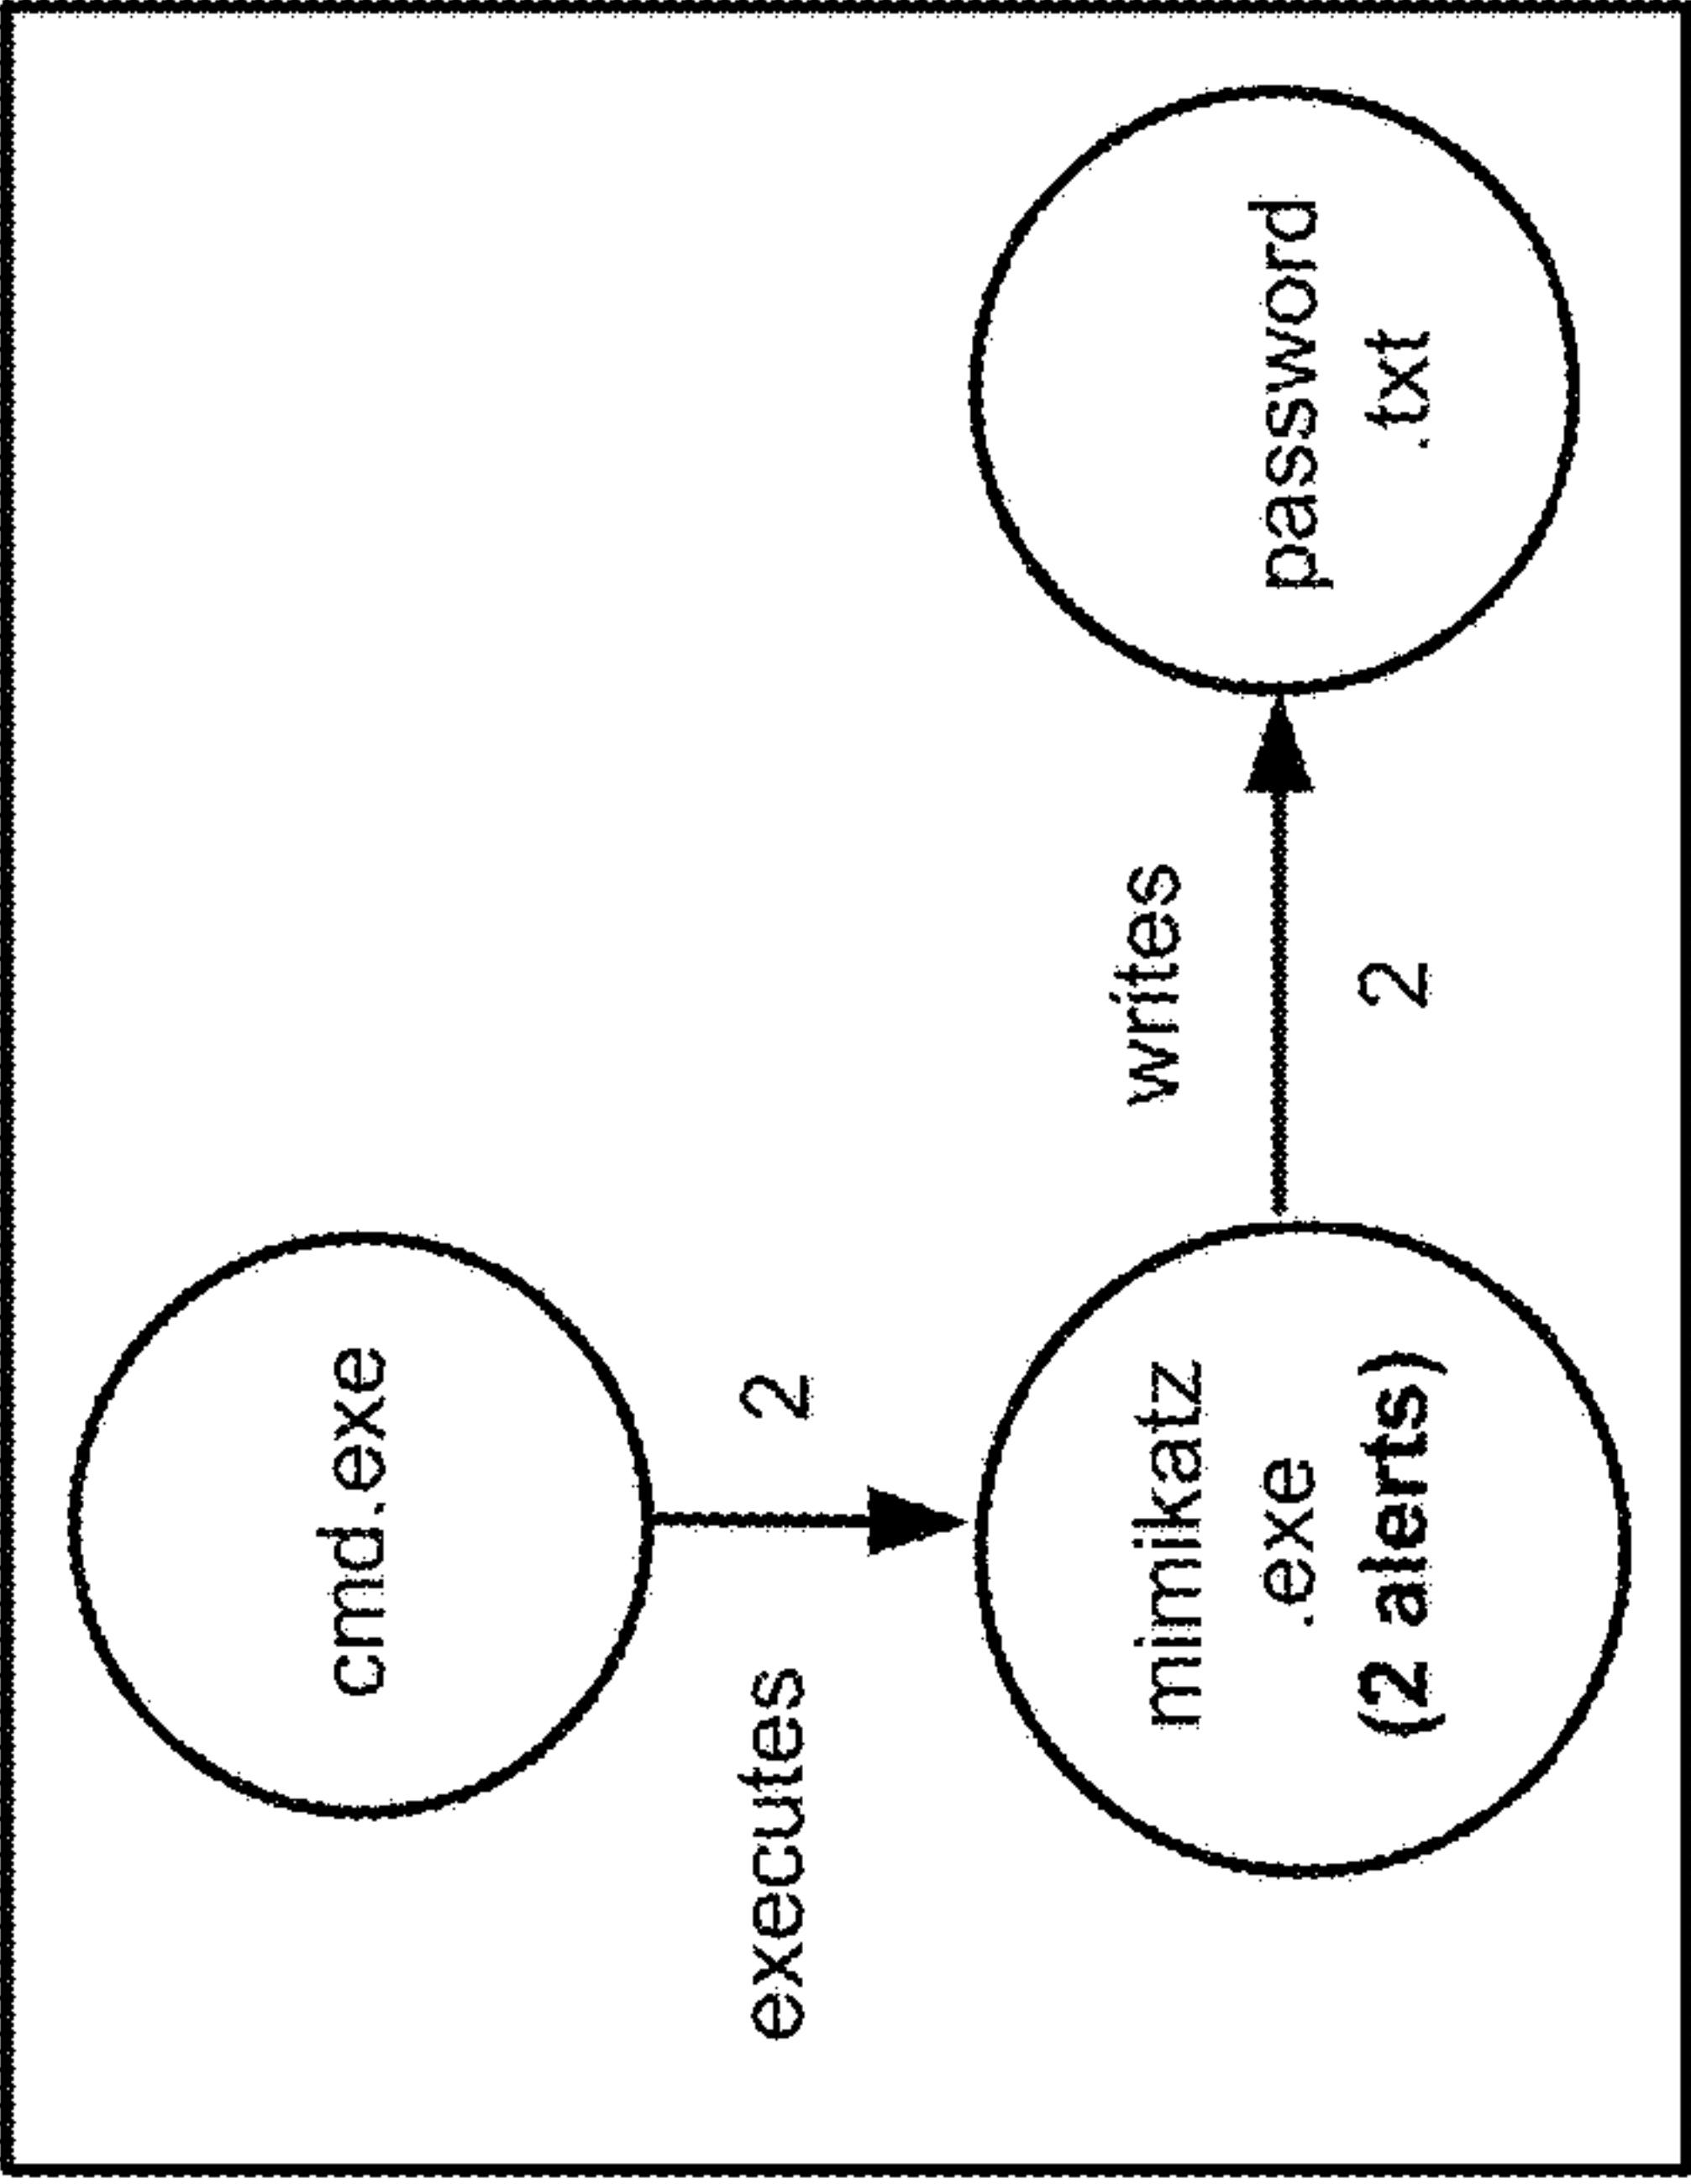 cmd.exe
executes
2
mimikatz
.exe
(2 alerts)
writes
2
password
.txt